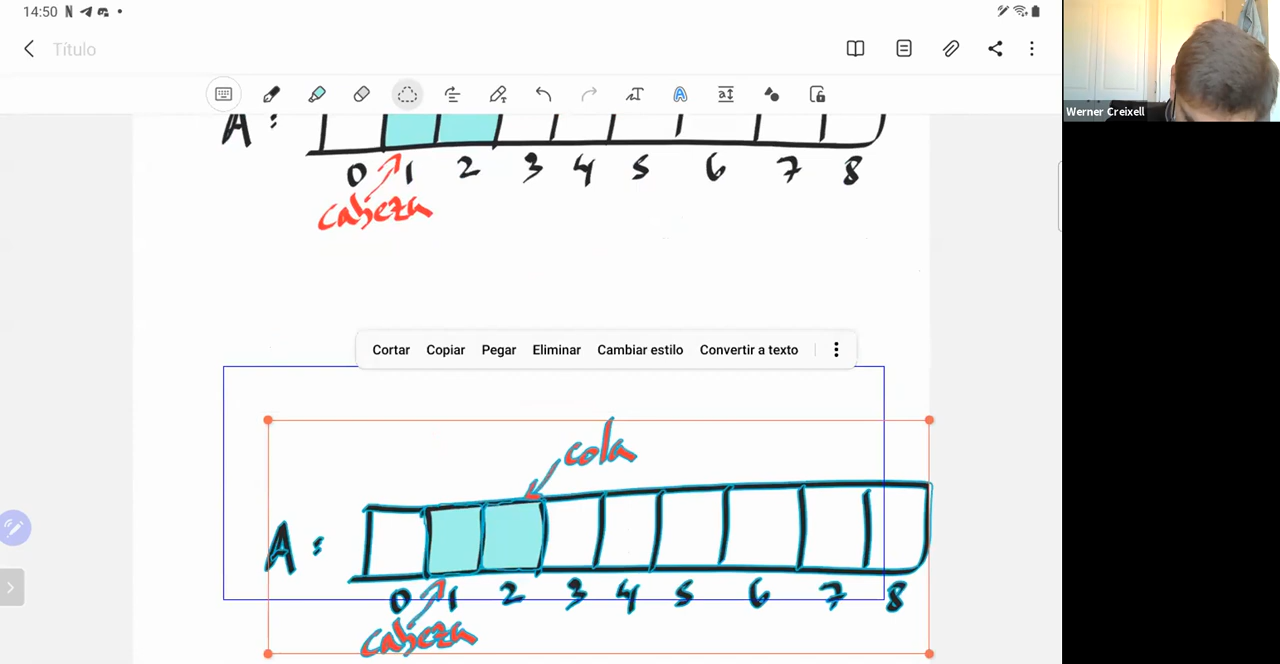 14:50 N
Werner Creixell
Título
A:
0 1 2 3 4 5 6 7 8
cabeza
Cortar Copiar Pegar Eliminar Cambiar estilo Convertir a texto
cola
A:
0 1 2 3 4 5 6 7 8
cabeza